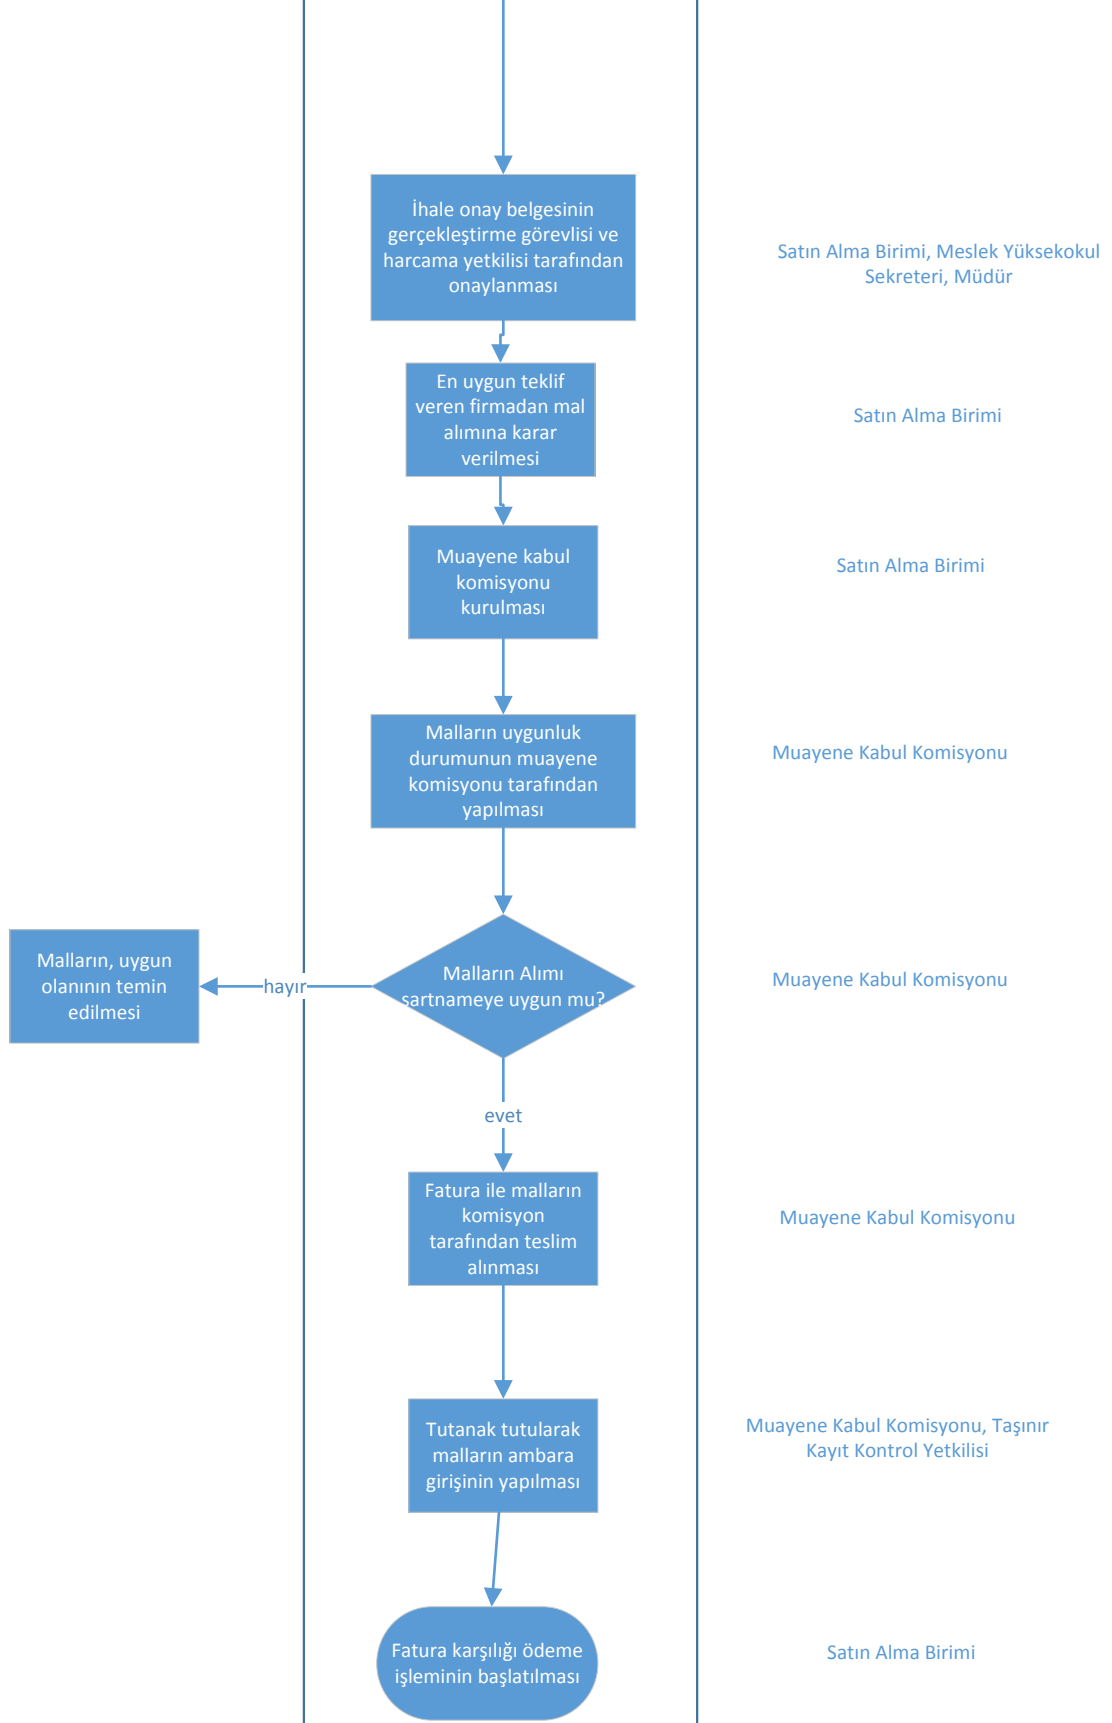 İhale onay belgesinin
gerçekleştirme görevlisi ve
harcama yetkilisi tarafından
onaylanması
Satın Alma Birimi, Meslek Yüksekokul
Sekreteri, Müdür
En uygun teklif
veren firmadan mal
alımına karar
verilmesi
Satın Alma Birimi
Muayene kabul
komisyonu
kurulması
Satın Alma Birimi
Malların uygunluk
durumunun muayene
komisyonu tarafından
yapılması
Muayene Kabul Komisyonu
Malların, uygun
olanının temin
edilmesi
hayır
Malların Alımı
şartnameye uygun mu?
Muayene Kabul Komisyonu
evet
Fatura ile malların
komisyon
tarafından teslim
alınması
Muayene Kabul Komisyonu
Tutanak tutularak
malların ambara
girişinin yapılması
Muayene Kabul Komisyonu, Taşınır
Kayıt Kontrol Yetkilisi
Fatura karşılığı ödeme
işleminin başlatılması
Satın Alma Birimi